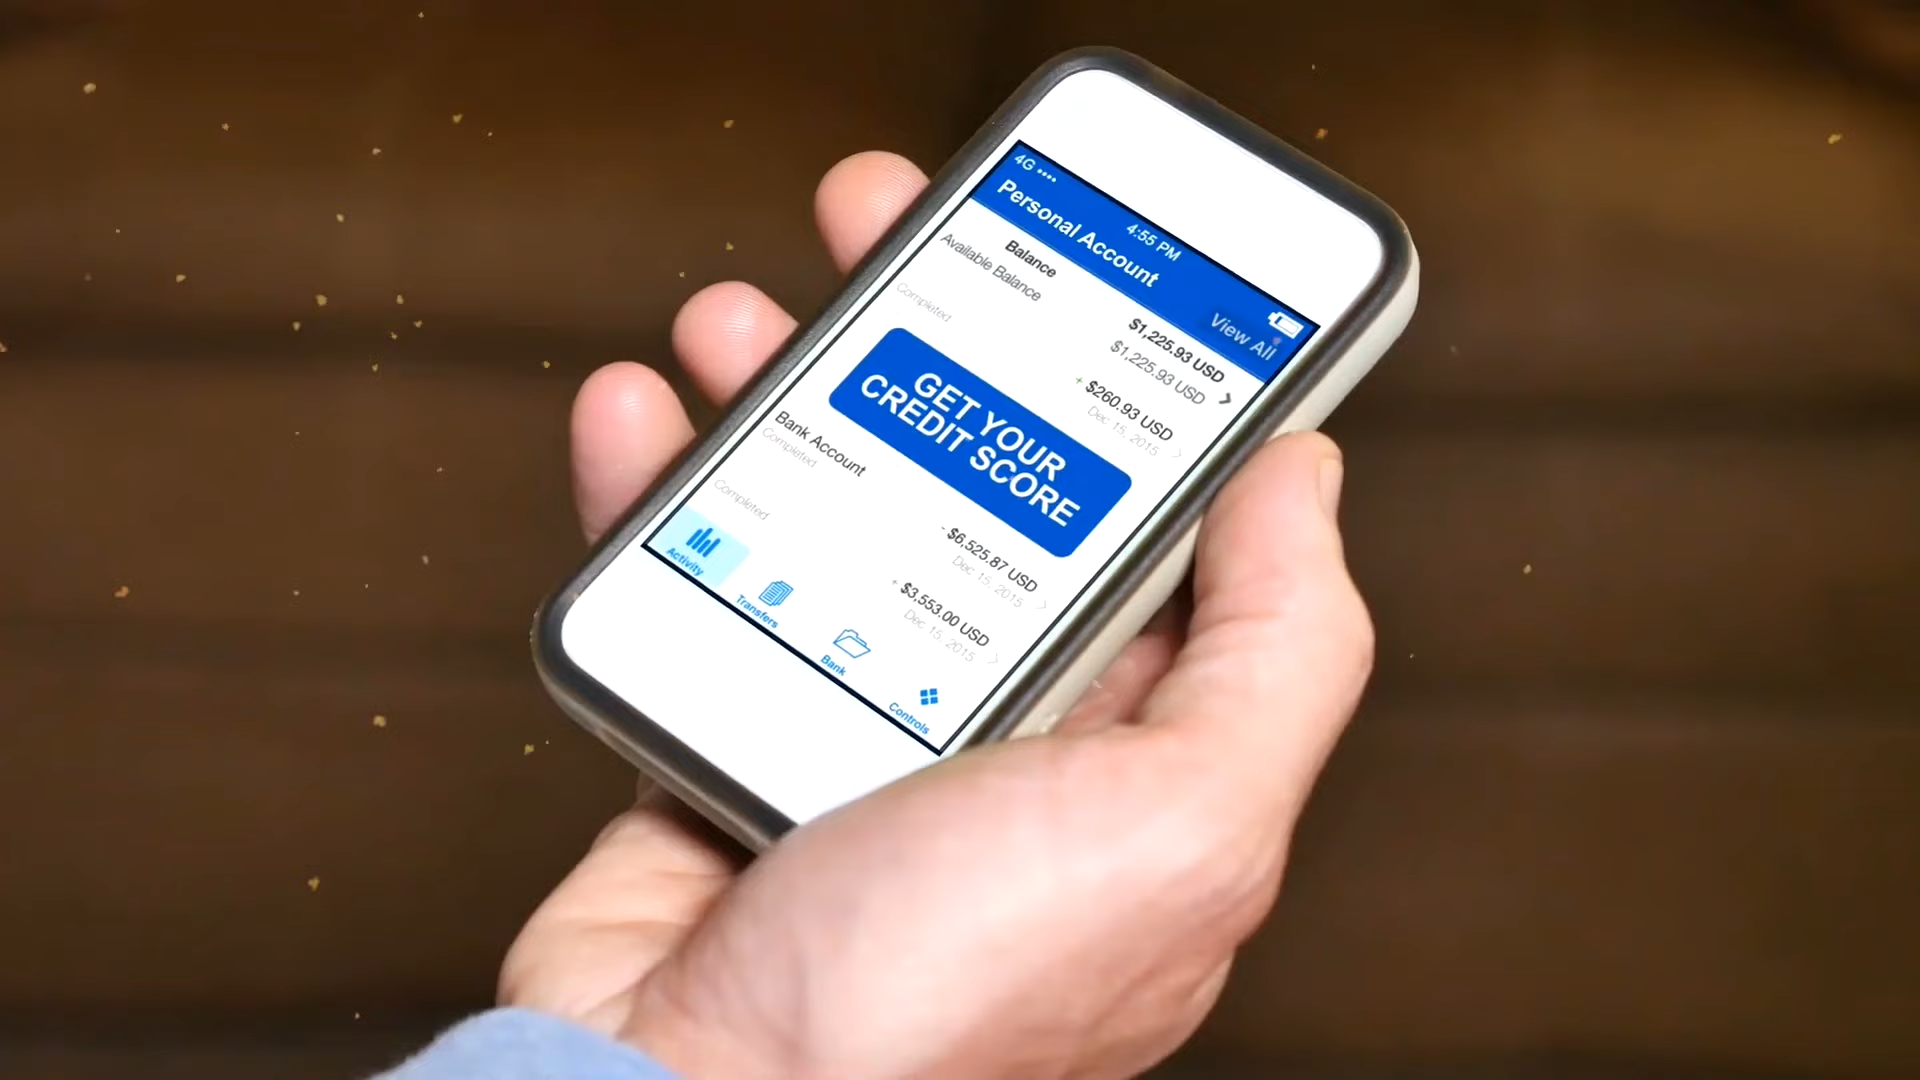 4G
4:55 PM
Personal Account
View All
Balance
$1,225.93 USD
Available Balance
$1,225.93 USD
+ $260.93 USD
Completed
Dec 15, 2015
GET YOUR
CREDIT SCORE
Bank Account
- $6,525.87 USD
Completed
Dec 15, 2015
+ $3,553.00 USD
Completed
Dec 15, 2015
Activity
Transfers
Bank
Controls